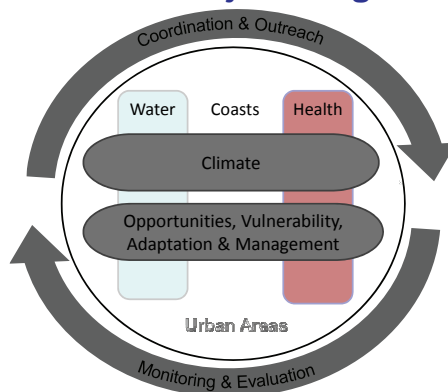 Coordination & Outreach
Water Coasts Health
Climate
Opportunities, Vulnerability,
Adaptation & Management
Urban Areas
Monitoring & Evaluation